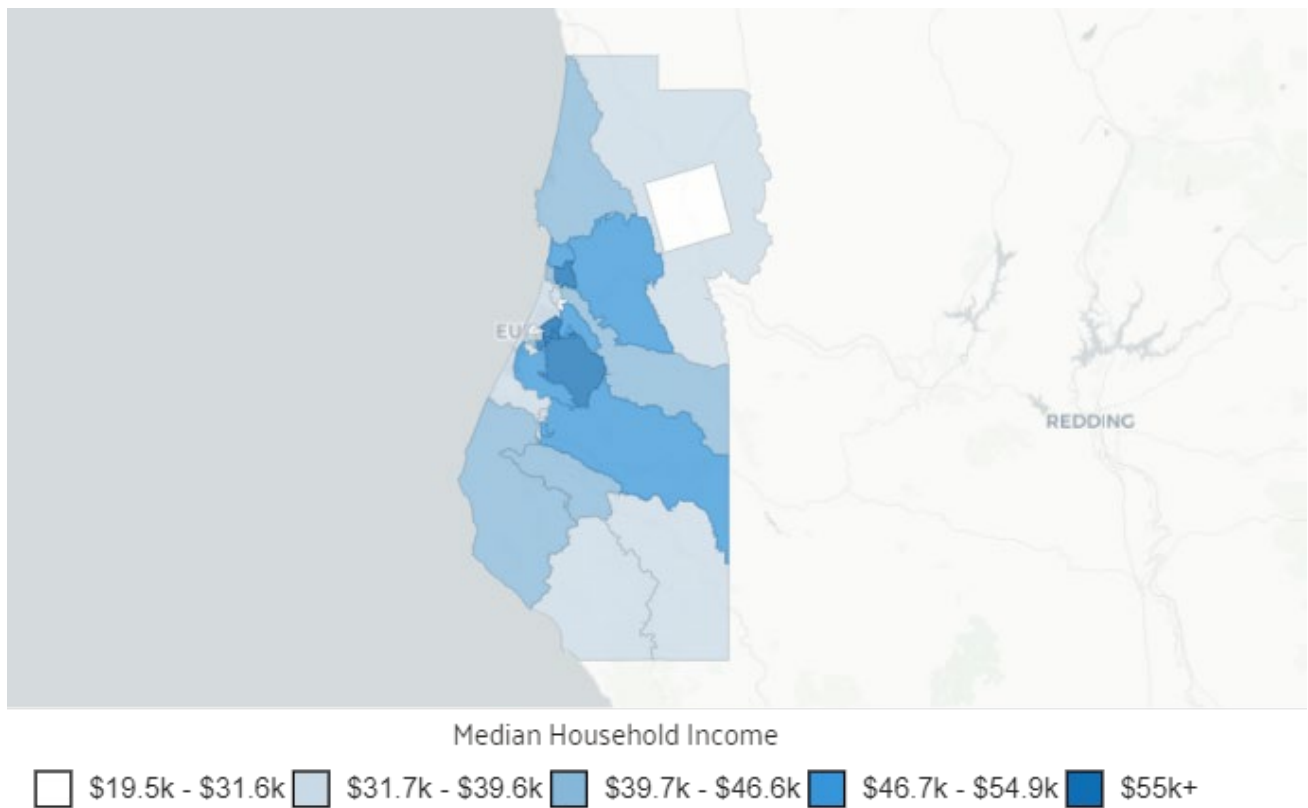 REDDING
Median Household Income
$19.5k - $31.6k $31.7k - $39.6k $39.7k - $46.6k $46.7k - $54.9k $55k+